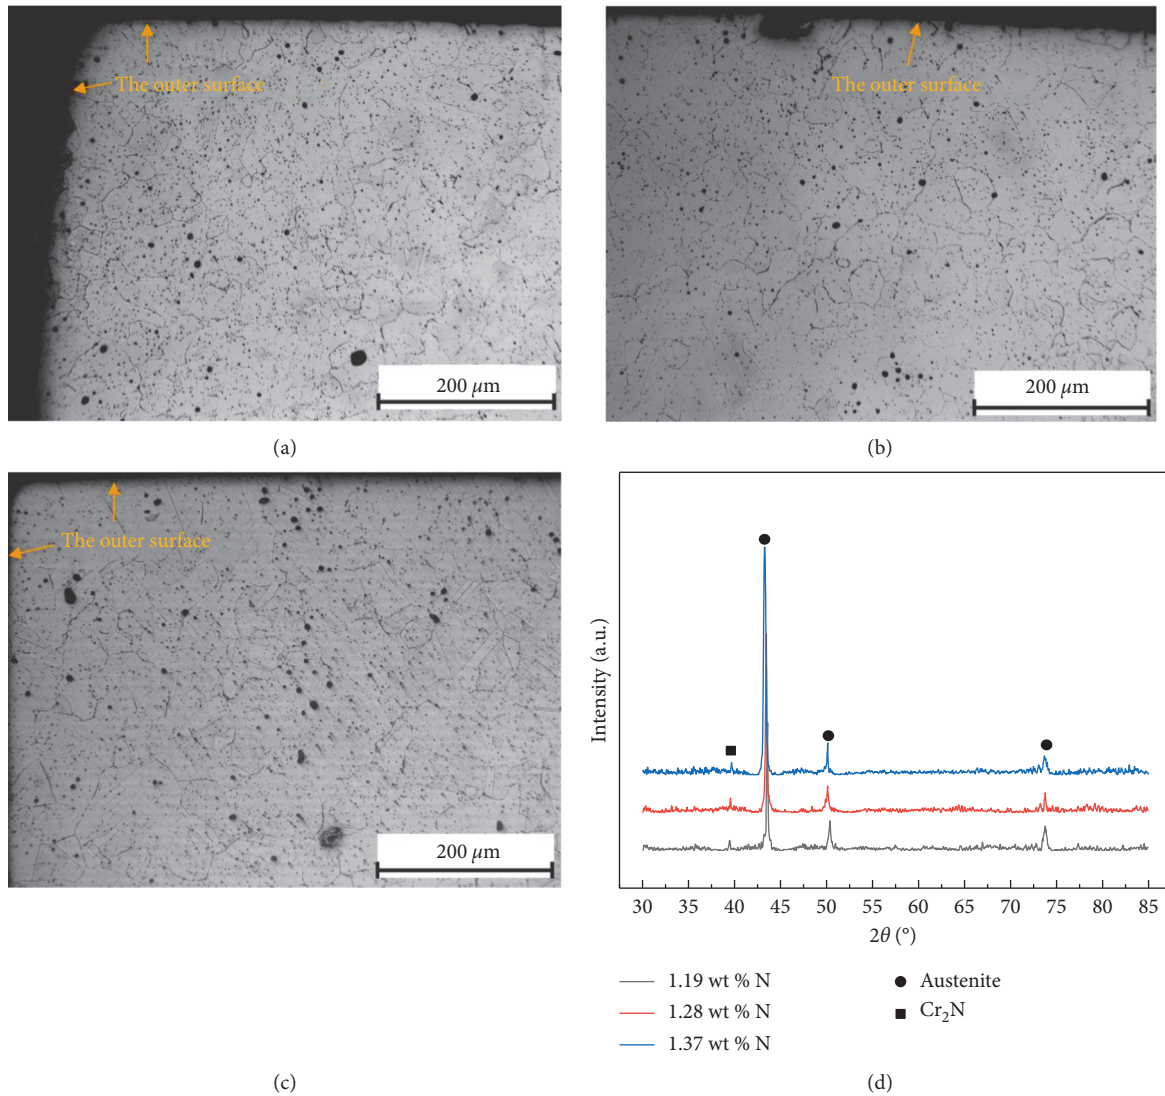 The outer surface
200 μm
(a)
The outer surface
200 μm
(b)
The outer surface
200 μm
(c)
Intensity (a.u.)
30 35 40 45 50 55 60 65 70 75 80 85
2θ (°)
1.19 wt % N
1.28 wt % N
1.37 wt % N
Austenite
Cr₂N
(d)